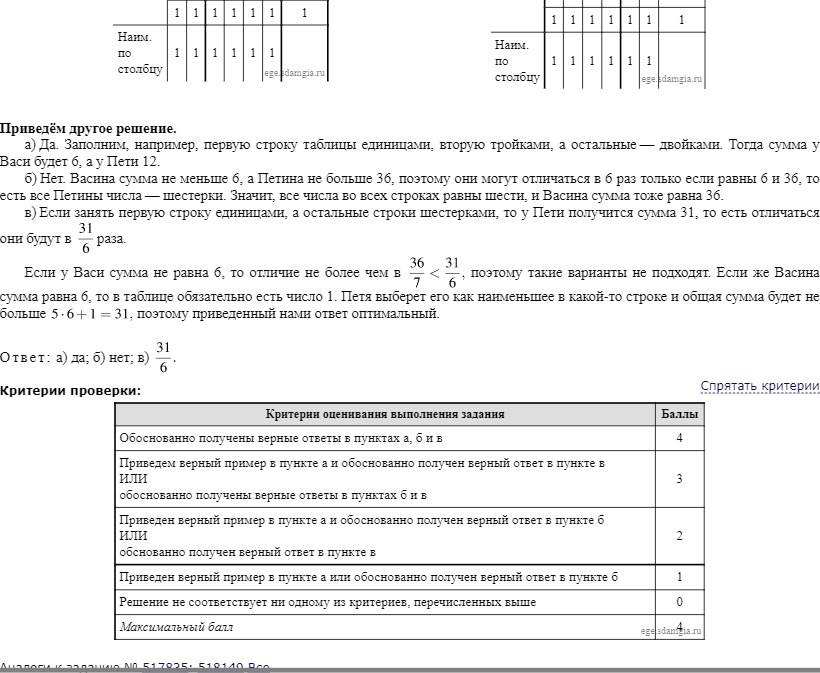 1 1 1 1 1 1 1
1 1 1 1 1 1 1
Наим.
по
столбцу
1 1 1 1 1 1
ege.sdamgia.ru
Наим.
по
столбцу
1 1 1 1 1 1
ege.sdamgia.ru
Приведём другое решение.
а) Да. Заполним, например, первую строку таблицы единицами, вторую тройками, а остальные — двойками. Тогда сумма у
Васи будет 6, а у Пети 12.
б) Нет. Васина сумма не меньше 6, а Петина не больше 36, поэтому они могут отличаться в 6 раз только если равны 6 и 36, то
есть все Петины числа — шестерки. Значит, все числа во всех строках равны шести, и Васина сумма тоже равна 36.
в) Если занять первую строку единицами, а остальные строки шестерками, то у Пети получится сумма 31, то есть отличаться
они будут в 31/6 раза.
Если у Васи сумма не равна 6, то отличие не более чем в 36/7 < 31/6, поэтому такие варианты не подходят. Если же Васина
сумма равна 6, то в таблице обязательно есть число 1. Петя выберет его как наименьшее в какой-то строке и общая сумма будет не
больше 5 · 6 + 1 = 31, поэтому приведенный нами ответ оптимальный.
Ответ: а) да; б) нет; в) 31/6.
Критерии проверки:
Спрятать критерии
Критерии оценивания выполнения задания Баллы
Обоснованно получены верные ответы в пунктах а, б и в 4
Приведем верный пример в пункте а и обоснованно получен верный ответ в пункте в
ИЛИ
обоснованно получены верные ответы в пунктах б и в
3
Приведен верный пример в пункте а и обоснованно получен верный ответ в пункте б
ИЛИ
обсновано получен верный ответ в пункте в
2
Приведен верный пример в пункте а или обоснованно получен верный ответ в пункте б 1
Решение не соответствует ни одному из критериев, перечисленных выше 0
Максимальный балл 4
ege.sdamgia.ru
Аналоги к заданию № 517835: 518140 Все